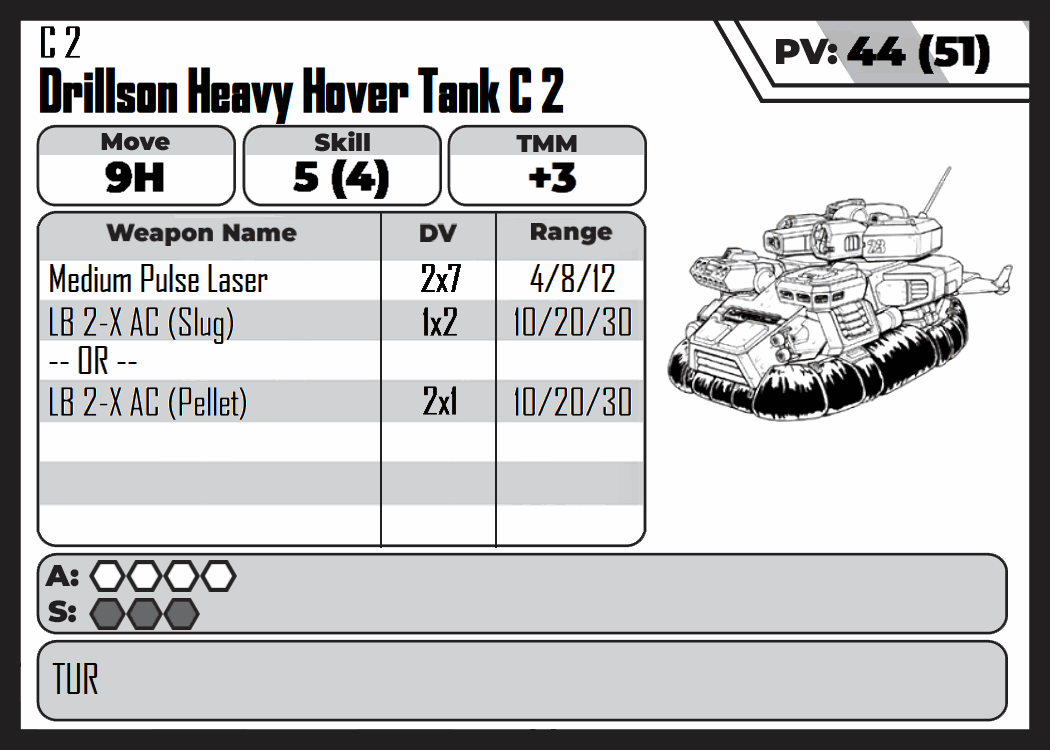 C 2
PV: 44 (51)
Drillson Heavy Hover Tank C 2
Move Skill TMM
9H 5 (4) +3
Weapon Name DV Range
Medium Pulse Laser 2x7 4/8/12
LB 2-X AC (Slug) 1x2 10/20/30
-- OR --
LB 2-X AC (Pellet) 2x1 10/20/30
23
A:
S:
TUR